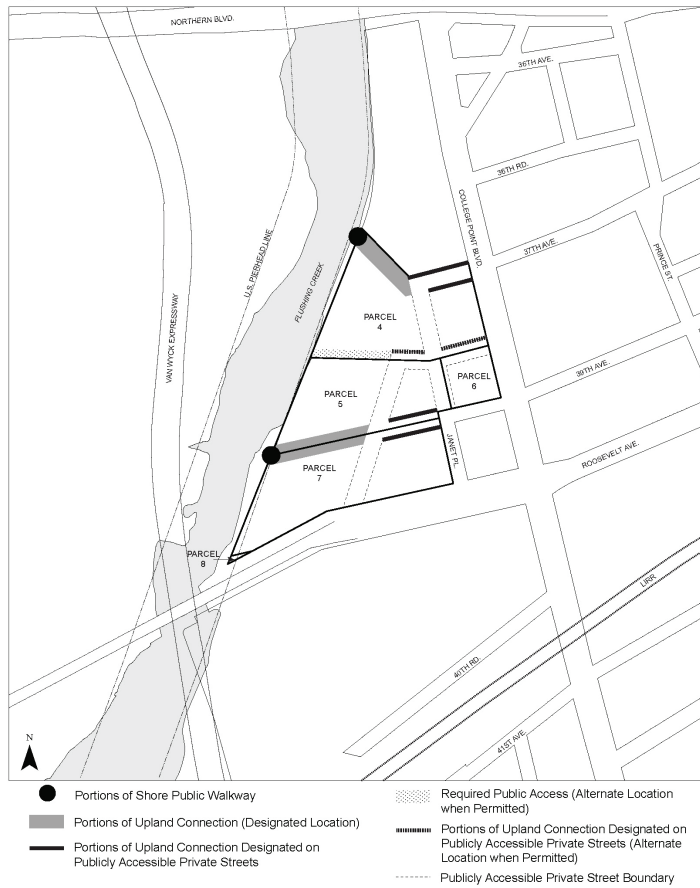 NORTHERN BLVD.
36TH AVE.
36TH RD.
COLLEGE POINT BLVD.
37TH AVE.
PRINCE ST.
U.S. PIERHEAD LINE
FLUSHING CREEK
VAN WYCK EXPRESSWAY
PARCEL
4
39TH AVE.
PARCEL
6
PARCEL
5
JANET PL.
ROOSEVELT AVE.
PARCEL
7
PARCEL
8
LIRR
40TH RD.
41ST AVE.
N
Portions of Shore Public Walkway
Portions of Upland Connection (Designated Location)
Portions of Upland Connection Designated on
Publicly Accessible Private Streets
Required Public Access (Alternate Location
when Permitted)
Portions of Upland Connection Designated on
Publicly Accessible Private Streets (Alternate
Location when Permitted)
Publicly Accessible Private Street Boundary